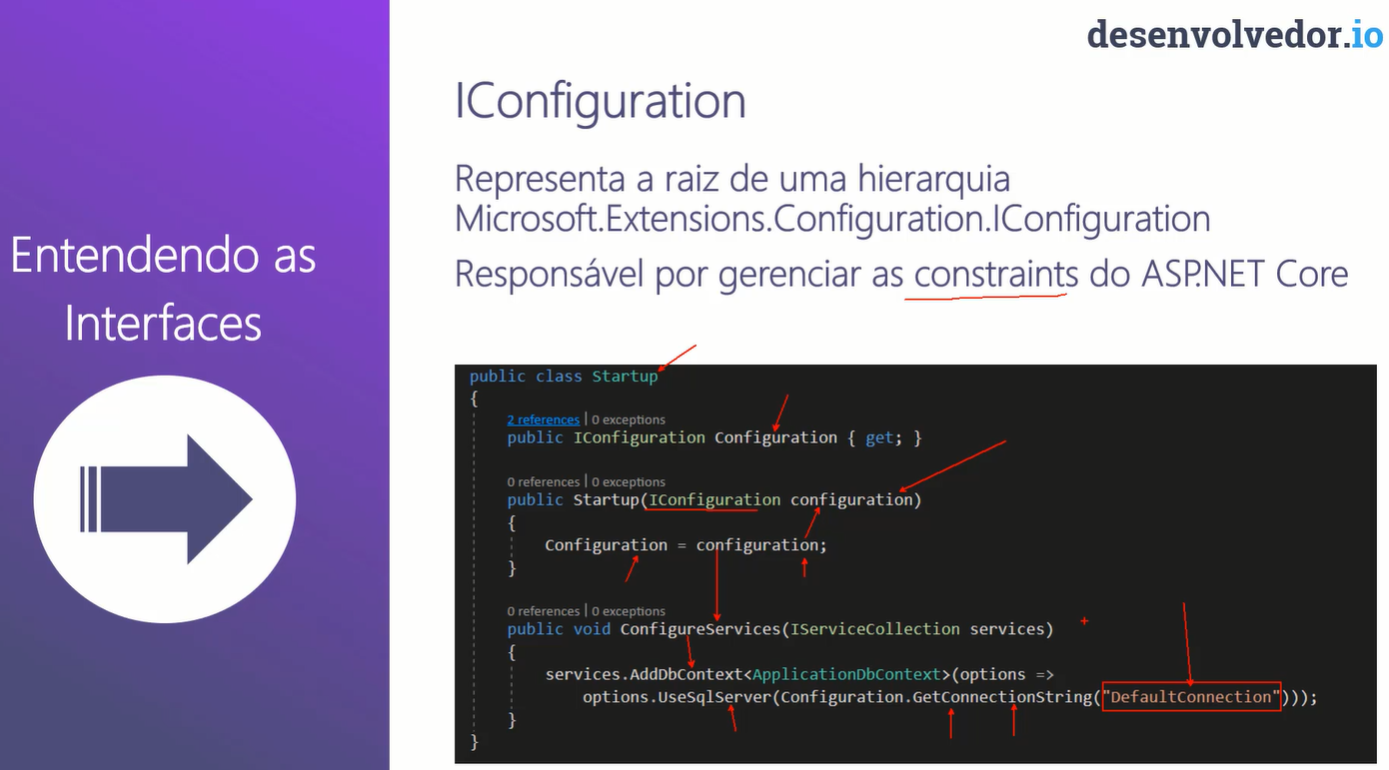 desenvolvedor.io
Entendendo as
Interfaces
IConfiguration
Representa a raiz de uma hierarquia
Microsoft.Extensions.Configuration.IConfiguration
Responsável por gerenciar as constraints do ASP.NET Core
public class Startup
{
2 references | 0 exceptions
public IConfiguration Configuration { get; }
0 references | 0 exceptions
public Startup(IConfiguration configuration)
{
Configuration = configuration;
}
0 references | 0 exceptions
public void ConfigureServices(IServiceCollection services)
{
services.AddDbContext<ApplicationDbContext>(options =>
options.UseSqlServer(Configuration.GetConnectionString("DefaultConnection")));
}
}